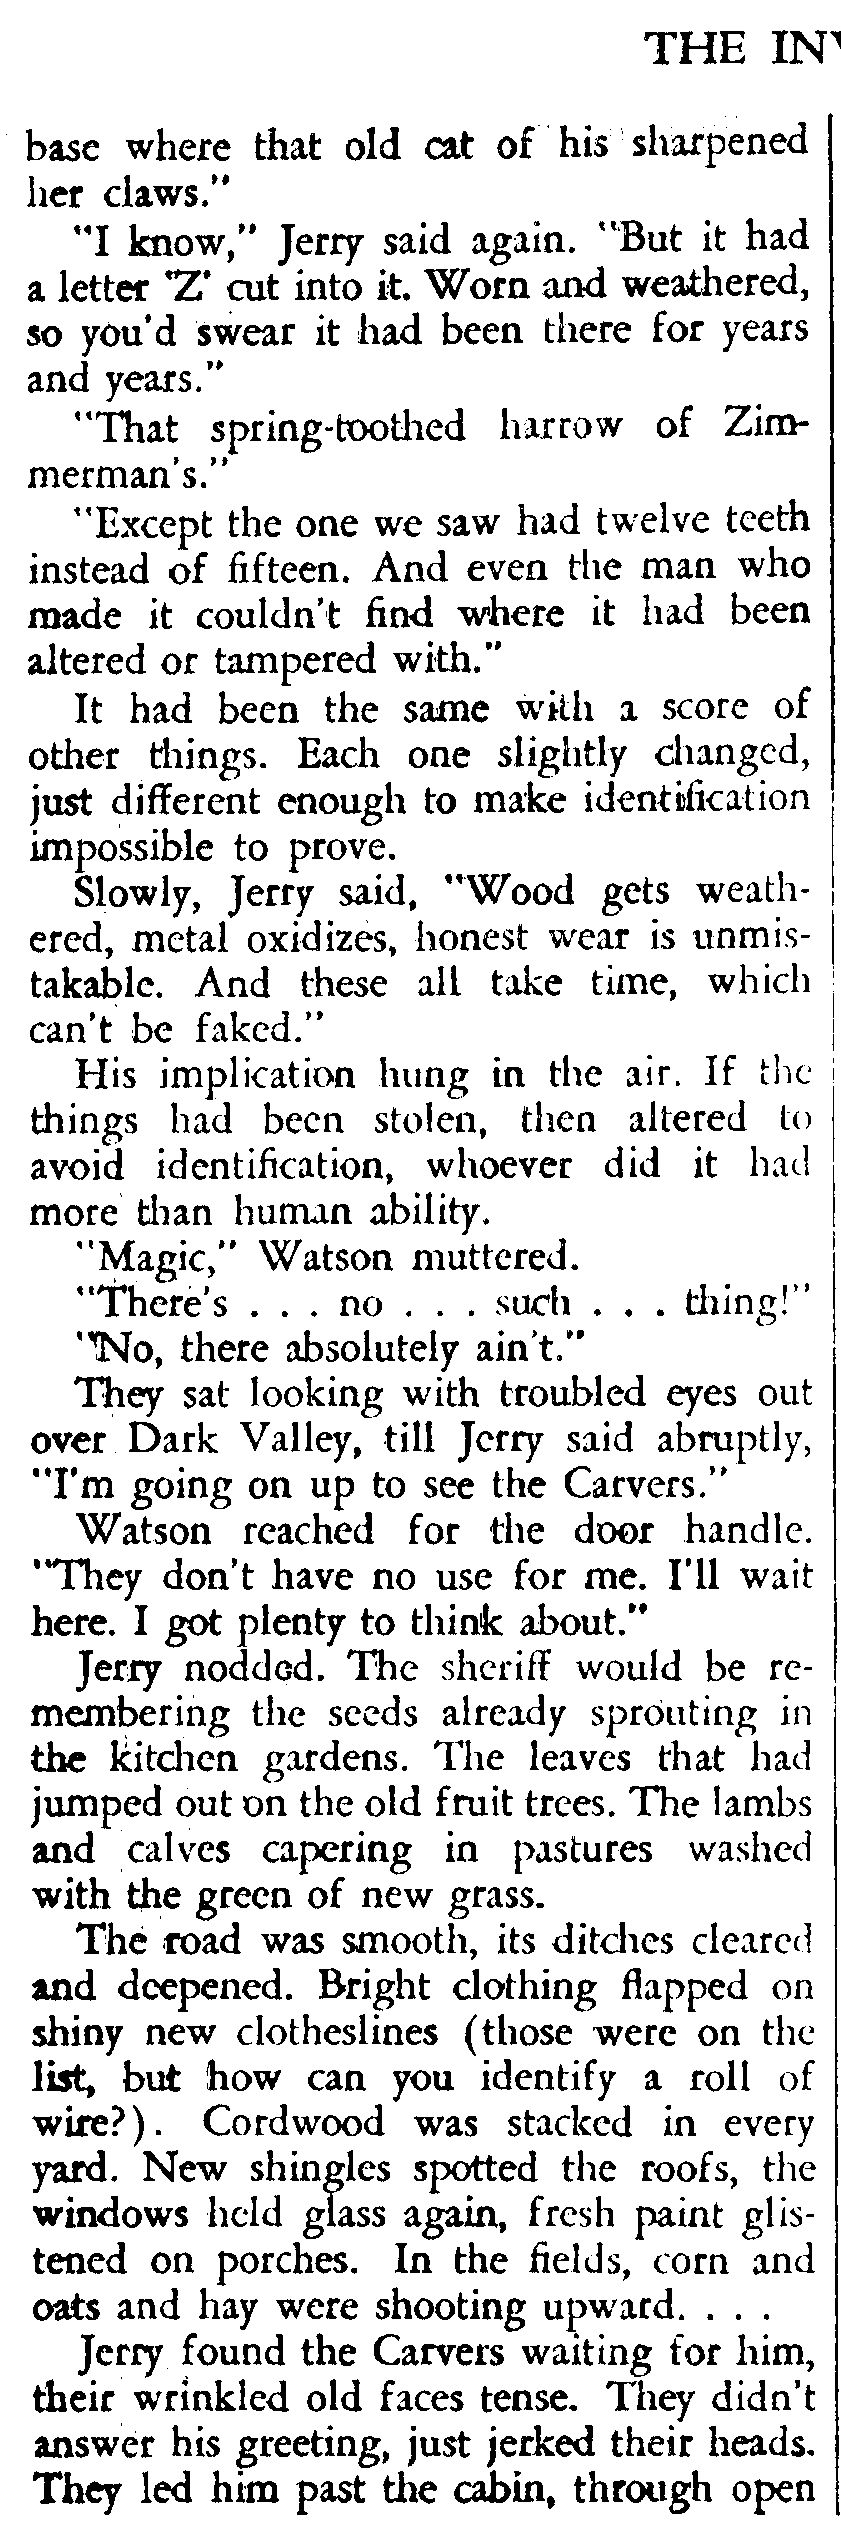 THE IN
base where that old cat of his sharpened
her claws."
"I know," Jerry said again. "But it had
a letter 'Z' cut into it. Worn and weathered,
so you'd swear it had been there for years
and years."
"That spring-toothed harrow of Zim-
merman's."
"Except the one we saw had twelve teeth
instead of fifteen. And even the man who
made it couldn't find where it had been
altered or tampered with."
It had been the same with a score of
other things. Each one slightly changed,
just different enough to make identification
impossible to prove.
Slowly, Jerry said, "Wood gets weath-
ered, metal oxidizes, honest wear is unmis-
takable. And these all take time, which
can't be faked."
His implication hung in the air. If the
things had been stolen, then altered to
avoid identification, whoever did it had
more than human ability.
"Magic," Watson muttered.
"There's . . . no . . . such . . . thing!"
"No, there absolutely ain't."
They sat looking with troubled eyes out
over Dark Valley, till Jerry said abruptly,
"I'm going on up to see the Carvers."
Watson reached for the door handle.
"They don't have no use for me. I'll wait
here. I got plenty to think about."
Jerry nodded. The sheriff would be re-
membering the seeds already sprouting in
the kitchen gardens. The leaves that had
jumped out on the old fruit trees. The lambs
and calves capering in pastures washed
with the green of new grass.
The road was smooth, its ditches cleared
and deepened. Bright clothing flapped on
shiny new clotheslines (those were on the
list, but how can you identify a roll of
wire?). Cordwood was stacked in every
yard. New shingles spotted the roofs, the
windows held glass again, fresh paint glis-
tened on porches. In the fields, corn and
oats and hay were shooting upward. . . .
Jerry found the Carvers waiting for him,
their wrinkled old faces tense. They didn't
answer his greeting, just jerked their heads.
They led him past the cabin, through open